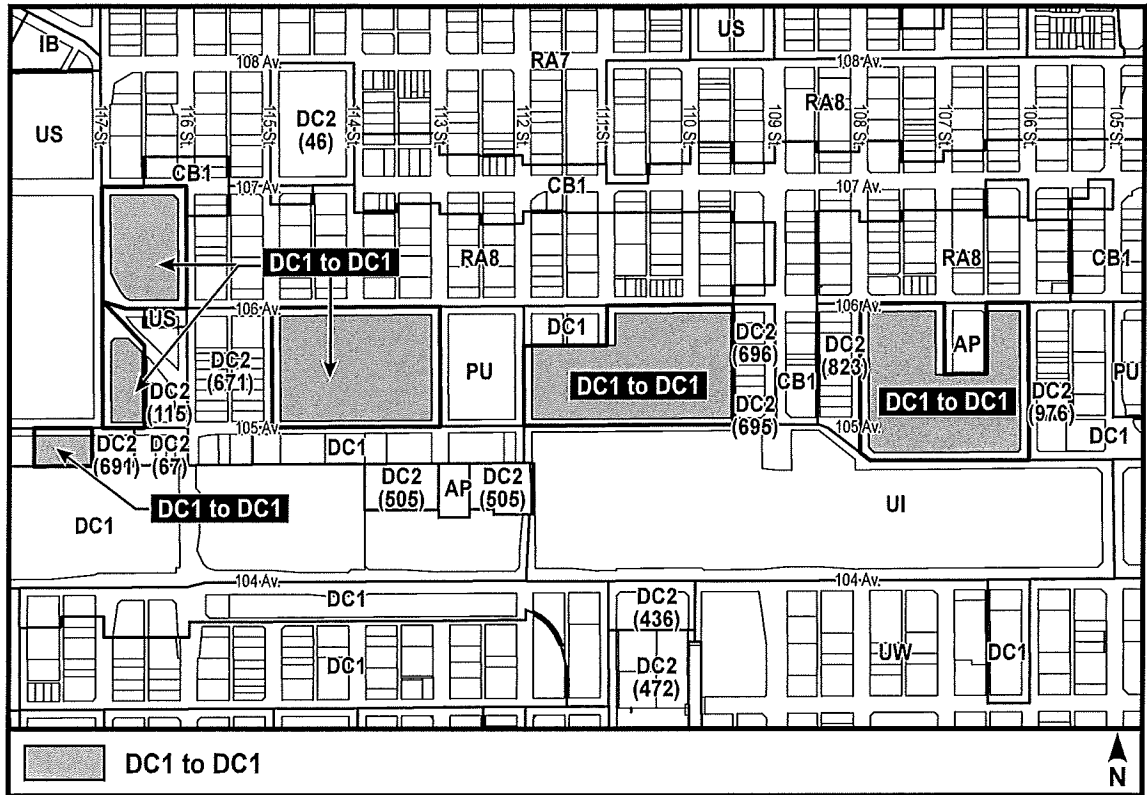 IB
US
RA7
US
108 Av.
108 Av.
117 St.
116 St.
115 St.
114 St.
113 St.
112 St.
111 St.
110 St.
109 St.
108 St.
107 St.
106 St.
105 St.
RA8
DC2
(46)
CB1
107 Av.
CB1
107 Av.
DC1 to DC1
RA8
RA8
CB1
106 Av.
106 Av.
US
DC1
DC2
(671)
DC2
(115)
PU
DC1 to DC1
DC2
(696)
DC2
(695)
CB1
DC2
(823)
AP
DC1 to DC1
DC2
(976)
PU
105 Av.
105 Av.
DC1
DC2
(691)
DC2
(67)
DC1
DC2
(505)
AP
DC2
(505)
UI
DC1 to DC1
DC1
104 Av.
104 Av.
DC1
DC2
(436)
DC1
DC2
(472)
UW
DC1
DC1 to DC1
N